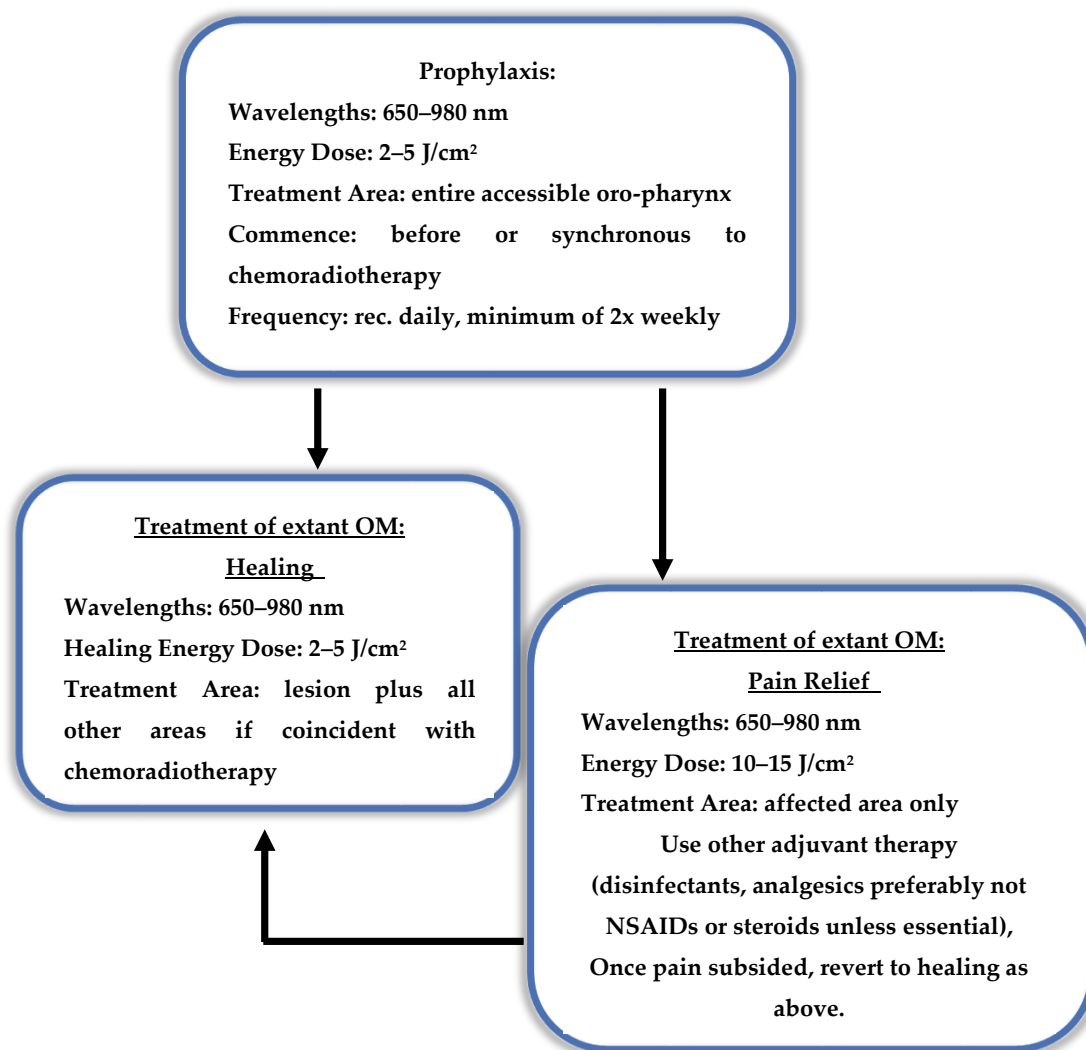 Prophylaxis:
Wavelengths: 650–980 nm
Energy Dose: 2–5 J/cm²
Treatment Area: entire accessible oro-pharynx
Commence: before or synchronous to
chemoradiotherapy
Frequency: rec. daily, minimum of 2x weekly
Treatment of extant OM:
Healing
Wavelengths: 650–980 nm
Healing Energy Dose: 2–5 J/cm²
Treatment Area: lesion plus all
other areas if coincident with
chemoradiotherapy
Treatment of extant OM:
Pain Relief
Wavelengths: 650–980 nm
Energy Dose: 10–15 J/cm²
Treatment Area: affected area only
Use other adjuvant therapy
(disinfectants, analgesics preferably not
NSAIDs or steroids unless essential),
Once pain subsided, revert to healing as
above.